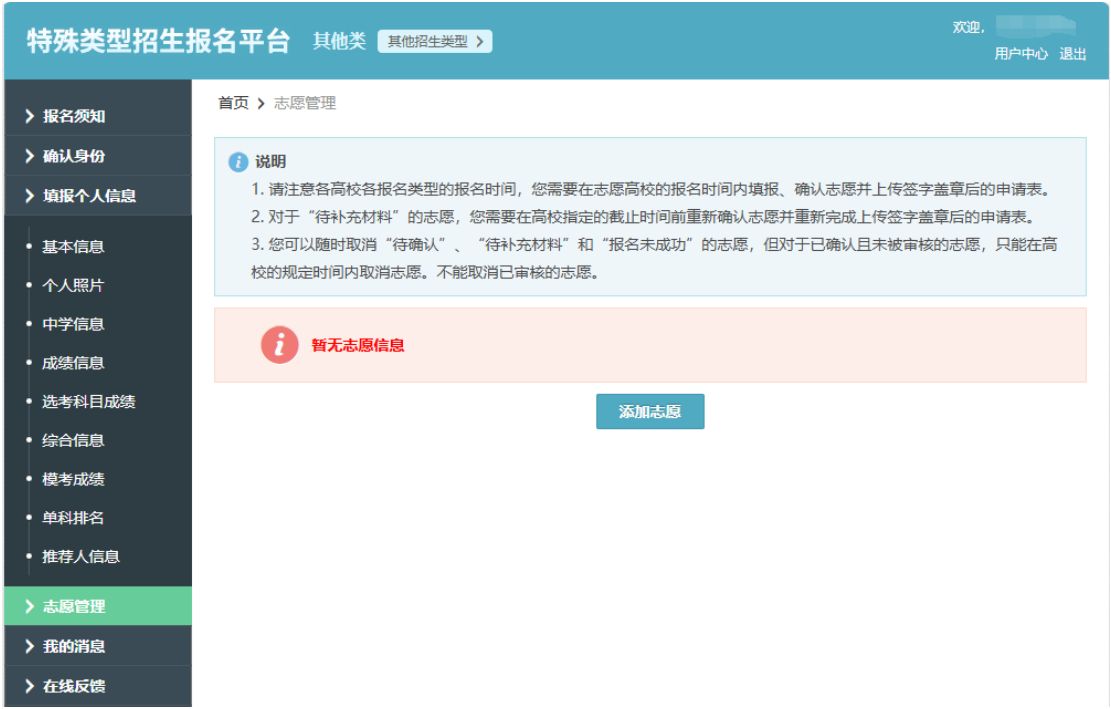 特殊类型招生报名平台 其他类 其他招生类型
欢迎,
用户中心 退出
报名须知
确认身份
填报个人信息
基本信息
个人照片
中学信息
成绩信息
选考科目成绩
综合信息
模考成绩
单科排名
推荐人信息
志愿管理
我的消息
在线反馈
首页 > 志愿管理
说明
1. 请注意各高校各报名类型的报名时间，您需要在志愿高校的报名时间内填报、确认志愿并上传签字盖章后的申请表。
2. 对于“待补充材料”的志愿，您需要在高校指定的截止时间前重新确认志愿并重新完成上传签字盖章后的申请表。
3. 您可以随时取消“待确认”、“待补充材料”和“报名未成功”的志愿，但对于已确认且未被审核的志愿，只能在高
校的规定时间内取消志愿。不能取消已审核的志愿。
暂无志愿信息
添加志愿